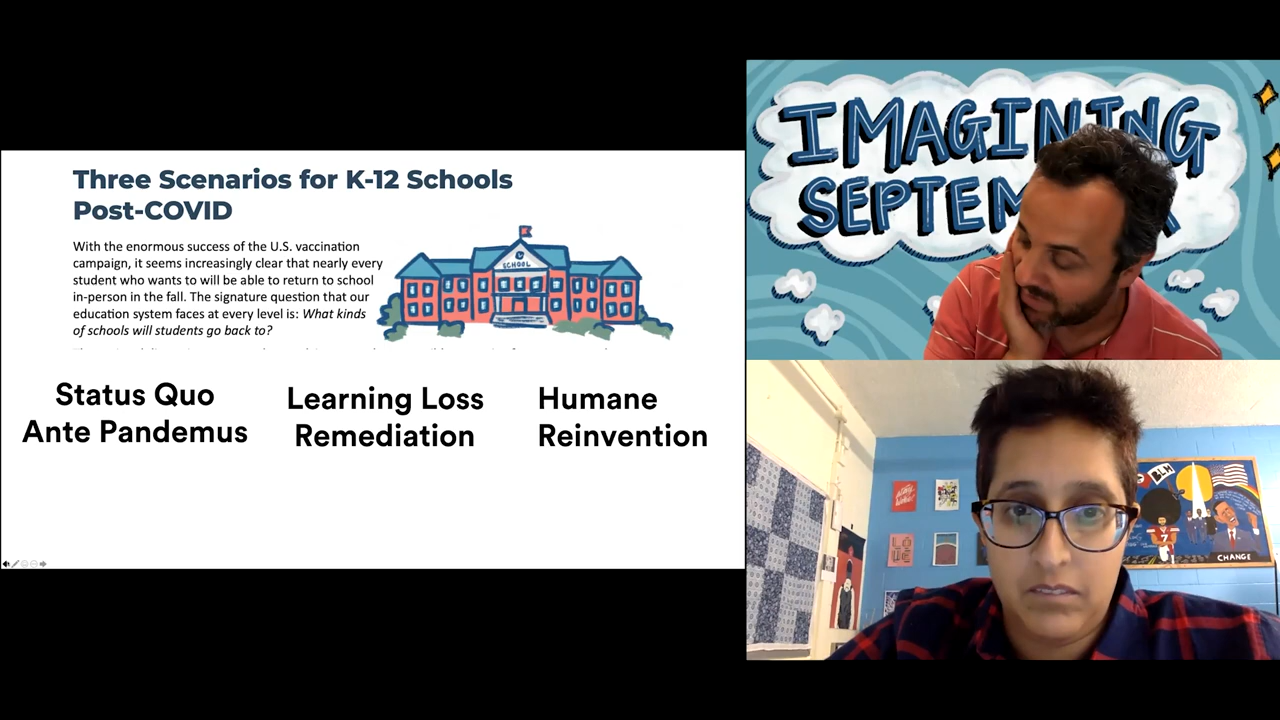 Three Scenarios for K-12 Schools
Post-COVID
With the enormous success of the U.S. vaccination
campaign, it seems increasingly clear that nearly every
student who wants to will be able to return to school
in-person in the fall. The signature question that our
education system faces at every level is: What kinds
of schools will students go back to?
SCHOOL
Status Quo
Ante Pandemus
Learning Loss
Remediation
Humane
Reinvention
IMAGINING
SEPTEM
BLM
7
CHANGE